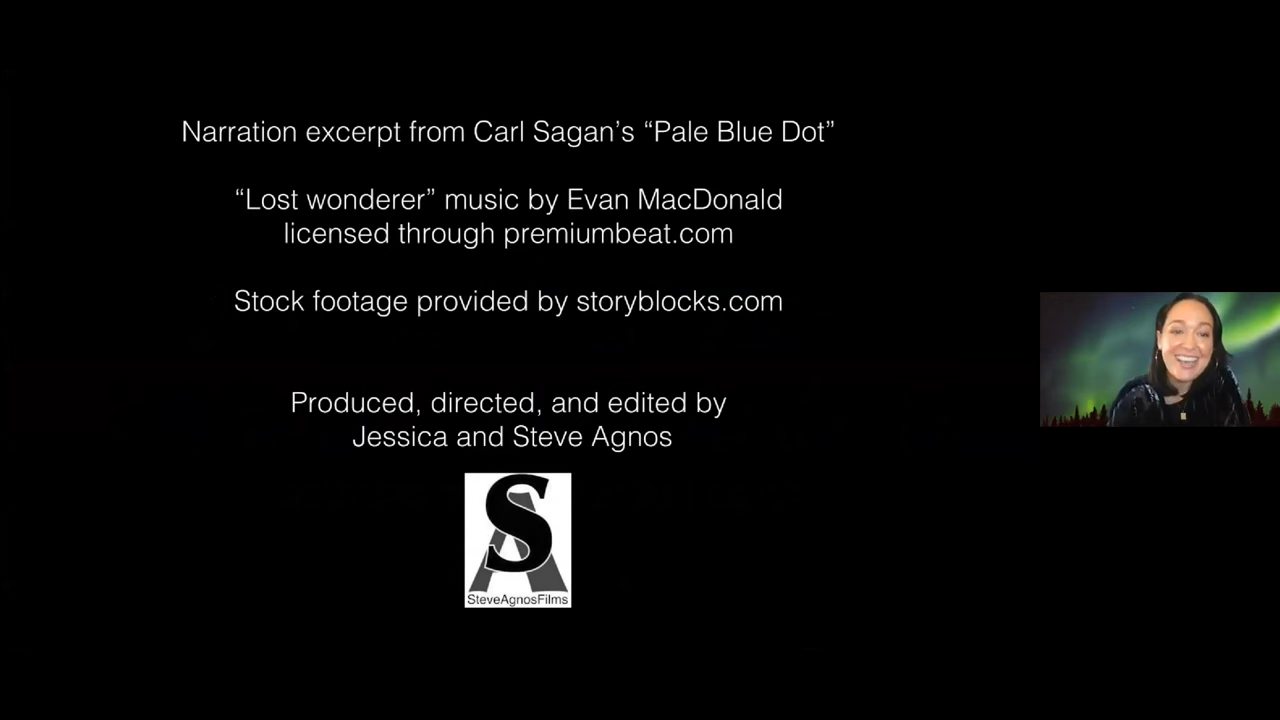 Narration excerpt from Carl Sagan’s “Pale Blue Dot”
“Lost wonderer” music by Evan MacDonald
licensed through premiumbeat.com
Stock footage provided by storyblocks.com
Produced, directed, and edited by
Jessica and Steve Agnos
SA
SteveAgnosFilms